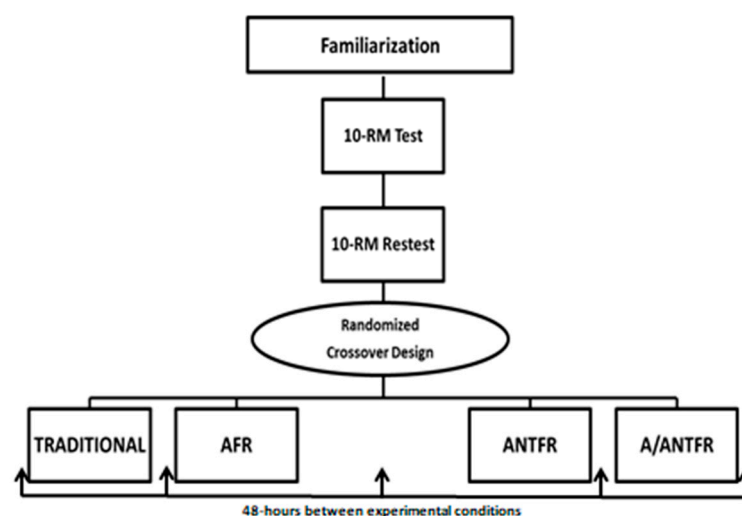 Familiarization
10-RM Test
10-RM Restest
Randomized
Crossover Design
TRADITIONAL
AFR
ANTFR
A/ANTFR
48-hours between experimental conditions